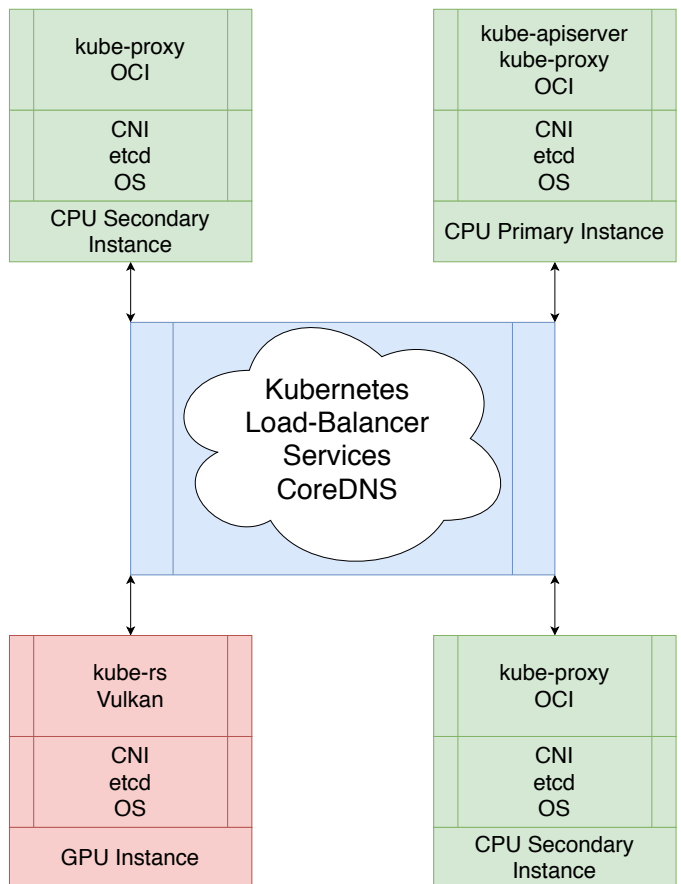 kube-proxy
OCI
CNI
etcd
OS
CPU Secondary
Instance
kube-apiserver
kube-proxy
OCI
CNI
etcd
OS
CPU Primary Instance
Kubernetes
Load-Balancer
Services
CoreDNS
kube-rs
Vulkan
CNI
etcd
OS
GPU Instance
kube-proxy
OCI
CNI
etcd
OS
CPU Secondary
Instance